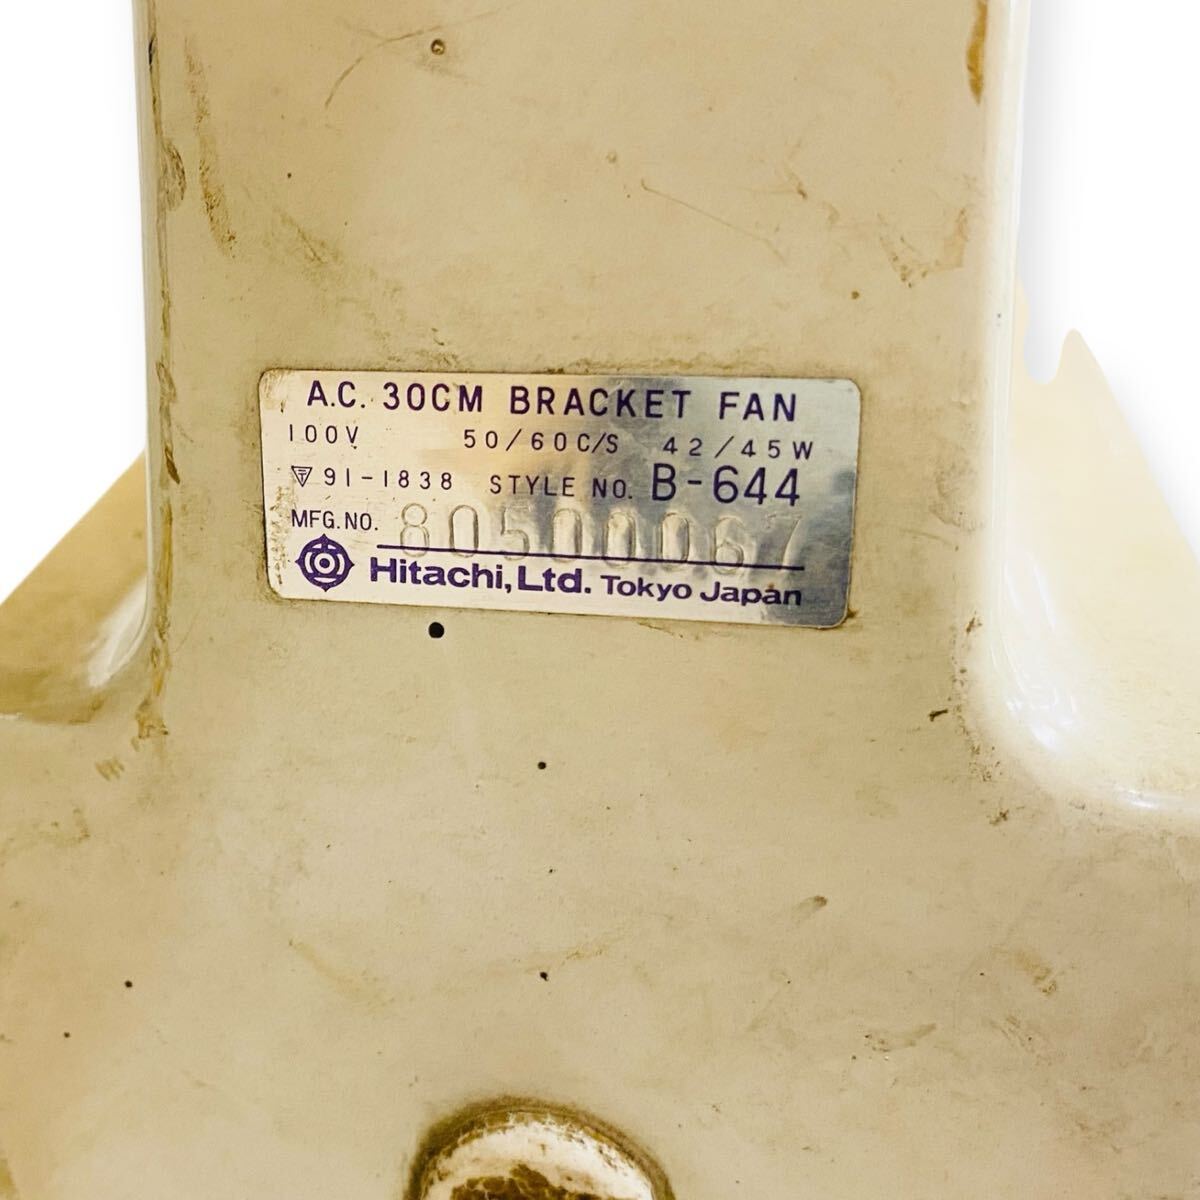 A.C. 30CM BRACKET FAN
100V 50/60C/S 42/45W
〒 91-1838 STYLE NO. B-644
MFG. NO. 80500067
Hitachi, Ltd. Tokyo Japan